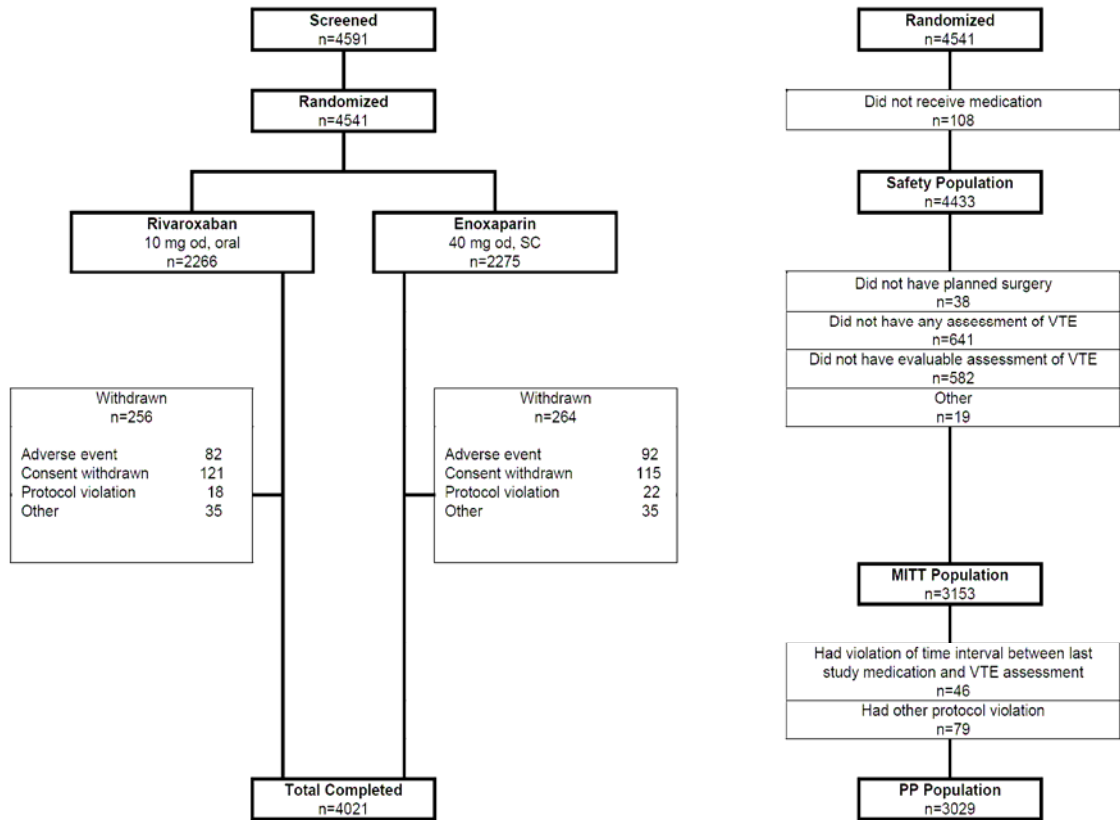 Screened
n=4591
Randomized
n=4541
Rivaroxaban
10 mg od, oral
n=2266
Enoxaparin
40 mg od, SC
n=2275
Withdrawn
n=256
Adverse event 82
Consent withdrawn 121
Protocol violation 18
Other 35
Withdrawn
n=264
Adverse event 92
Consent withdrawn 115
Protocol violation 22
Other 35
Total Completed
n=4021
Randomized
n=4541
Did not receive medication
n=108
Safety Population
n=4433
Did not have planned surgery
n=38
Did not have any assessment of VTE
n=641
Did not have evaluable assessment of VTE
n=582
Other
n=19
MITT Population
n=3153
Had violation of time interval between last
study medication and VTE assessment
n=46
Had other protocol violation
n=79
PP Population
n=3029